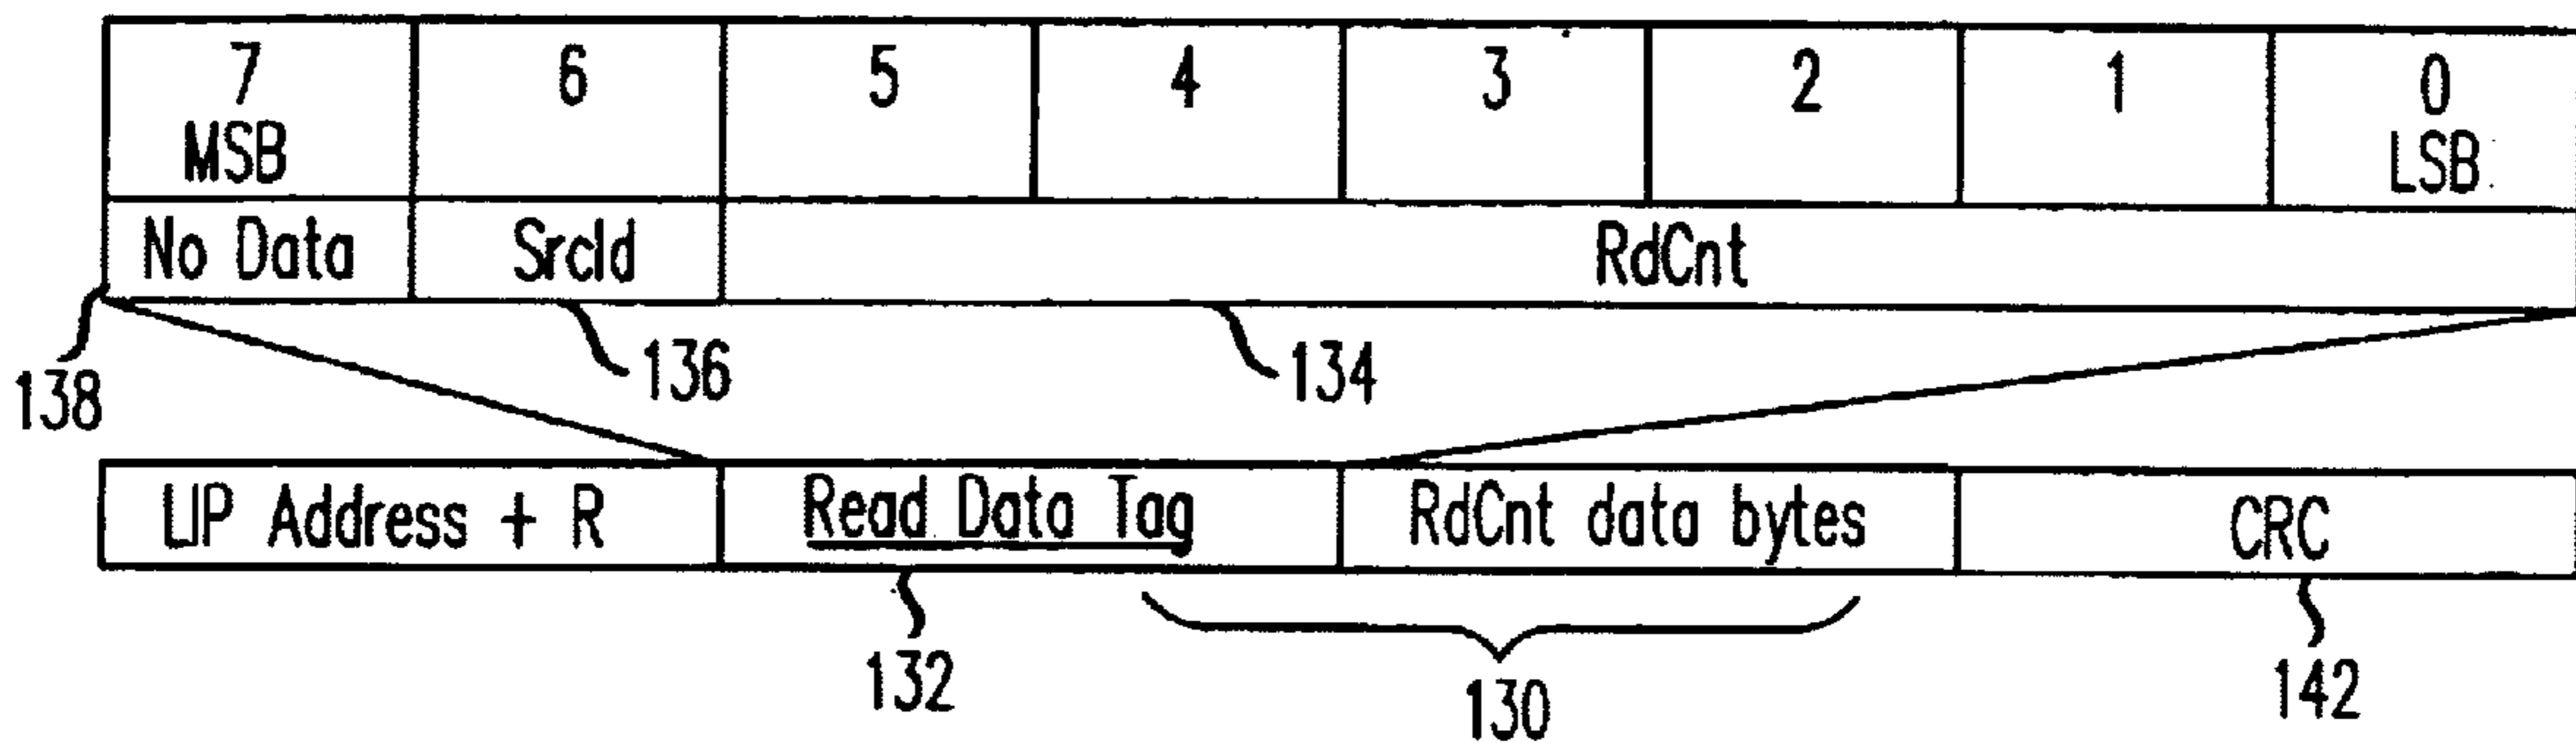 7 6 5 4 3 2 1 0
MSB LSB
No Data SrcId RdCnt
138 136 134
LIP Address + R Read Data Tag RdCnt data bytes CRC
132 130 142